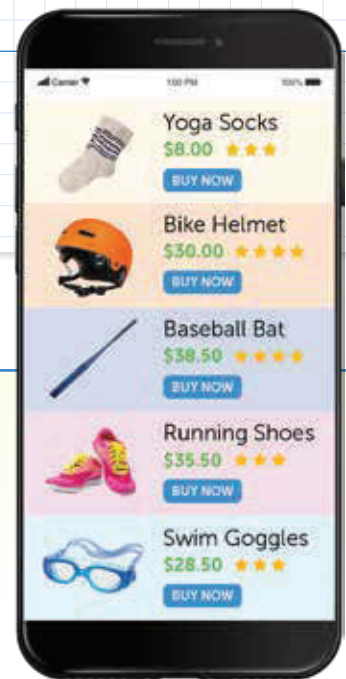 Carrier
1:00 PM
100%
Yoga Socks
$8.00
BUY NOW
Bike Helmet
$30.00
BUY NOW
Baseball Bat
$38.50
BUY NOW
Running Shoes
$35.50
BUY NOW
Swim Goggles
$28.50
BUY NOW